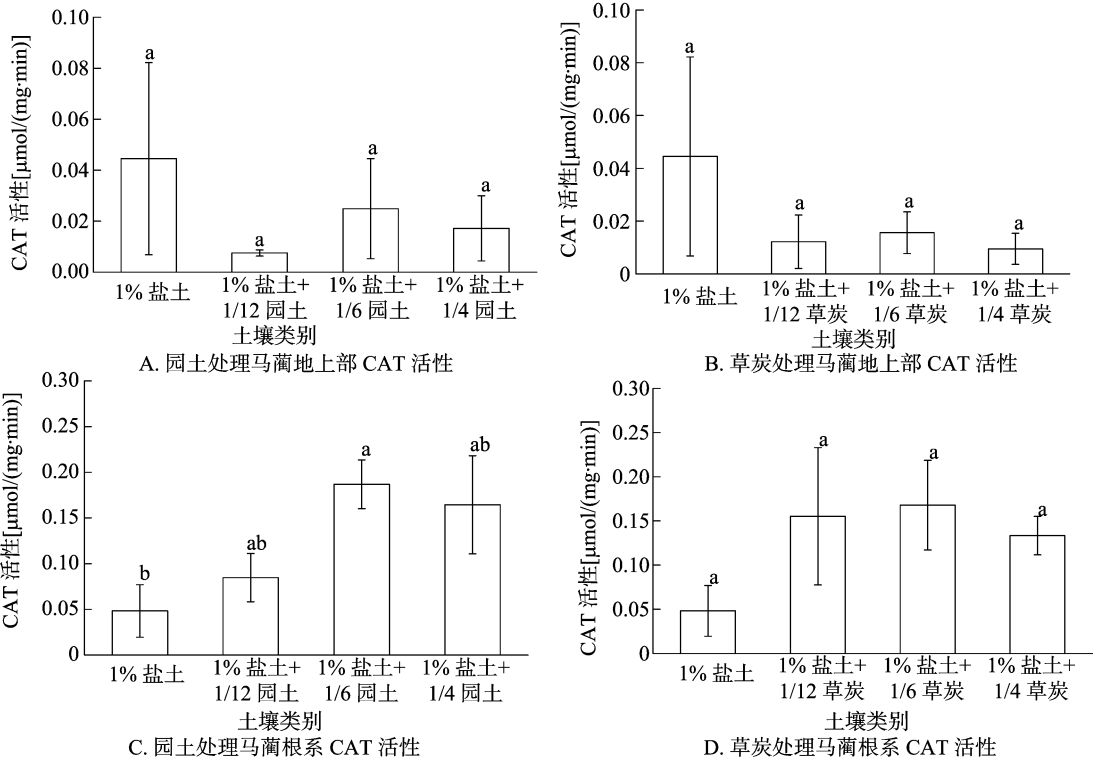 CAT 活性[μmol/(mg·min)]
0.10
0.08
0.06
0.04
0.02
0.00
a
a
a
a
1% 盐土
1% 盐土+
1/12 园土
1% 盐土+
1/6 园土
1% 盐土+
1/4 园土
土壤类别
A. 园土处理马蔺地上部 CAT 活性
CAT 活性[μmol/(mg·min)]
0.10
0.08
0.06
0.04
0.02
0
a
a
a
a
1% 盐土
1% 盐土+
1/12 草炭
1% 盐土+
1/6 草炭
1% 盐土+
1/4 草炭
土壤类别
B. 草炭处理马蔺地上部 CAT 活性
CAT 活性[μmol/(mg·min)]
0.30
0.25
0.20
0.15
0.10
0.05
0
b
ab
a
ab
1% 盐土
1% 盐土+
1/12 园土
1% 盐土+
1/6 园土
1% 盐土+
1/4 园土
土壤类别
C. 园土处理马蔺根系 CAT 活性
CAT 活性[μmol/(mg·min)]
0.30
0.25
0.20
0.15
0.10
0.05
0
a
a
a
a
1% 盐土
1% 盐土+
1/12 草炭
1% 盐土+
1/6 草炭
1% 盐土+
1/4 草炭
土壤类别
D. 草炭处理马蔺根系 CAT 活性